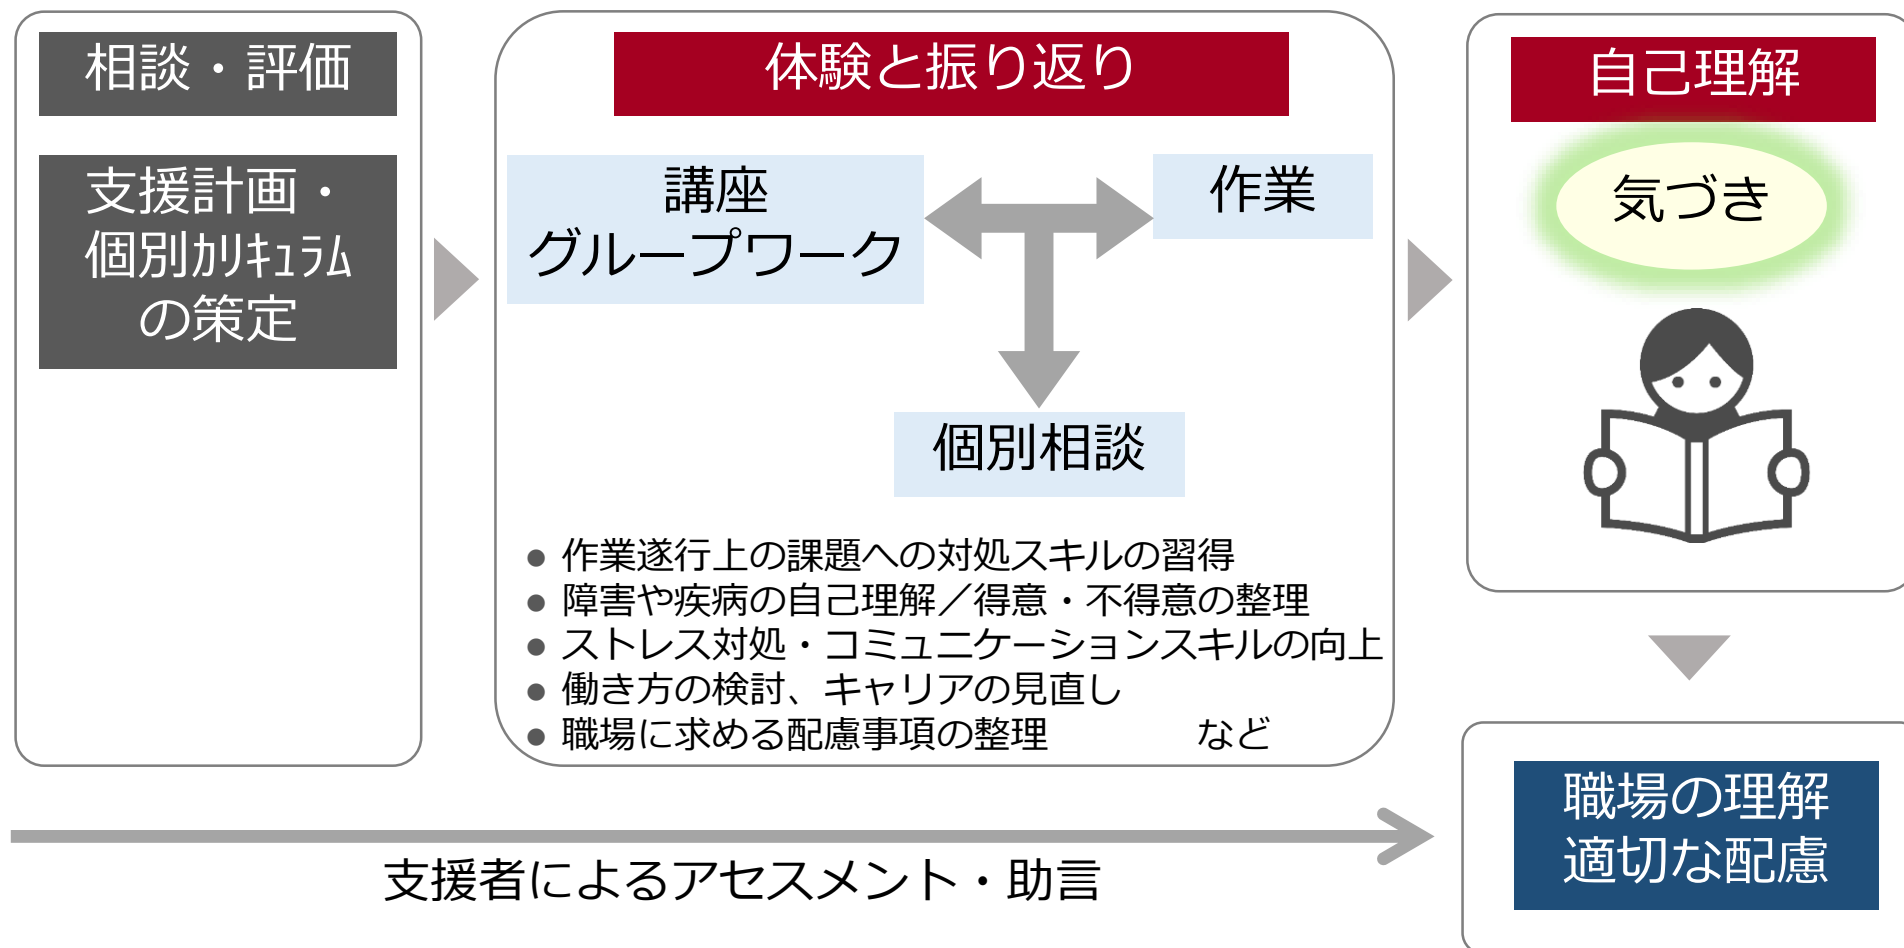 相談・評価
支援計画・
個別ｶﾘｷｭﾗﾑ
の策定
体験と振り返り
講座
グループワーク
作業
個別相談
● 作業遂行上の課題への対処スキルの習得
● 障害や疾病の自己理解／得意・不得意の整理
● ストレス対処・コミュニケーションスキルの向上
● 働き方の検討、キャリアの見直し
● 職場に求める配慮事項の整理　　　　など
自己理解
気づき
職場の理解
適切な配慮
支援者によるアセスメント・助言